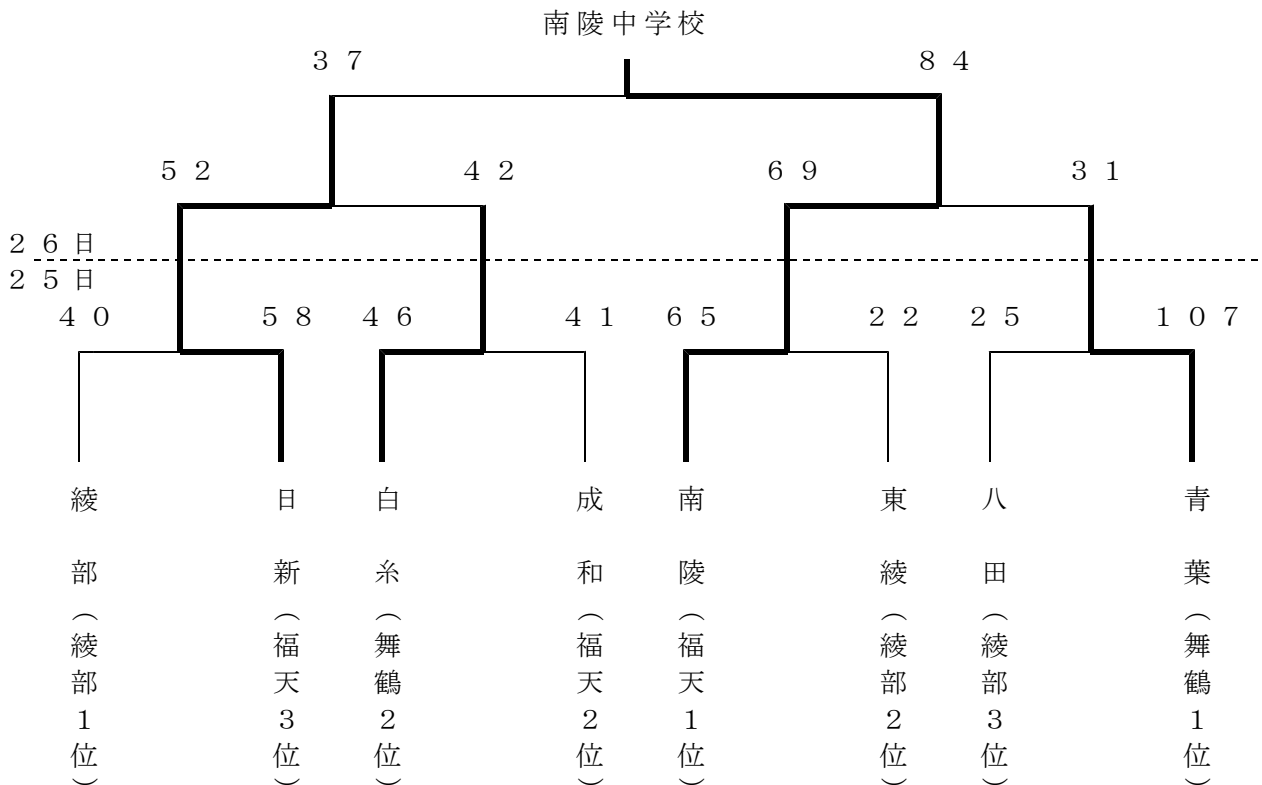 南陵中学校
３７
８４
５２
４２
６９
３１
２６日
２５日
４０
５８
４６
４１
６５
２２
２５
１０７
綾部（綾部１位）
日新（福天３位）
白糸（舞鶴２位）
成和（福天２位）
南陵（福天１位）
東綾（綾部２位）
八田（綾部３位）
青葉（舞鶴１位）